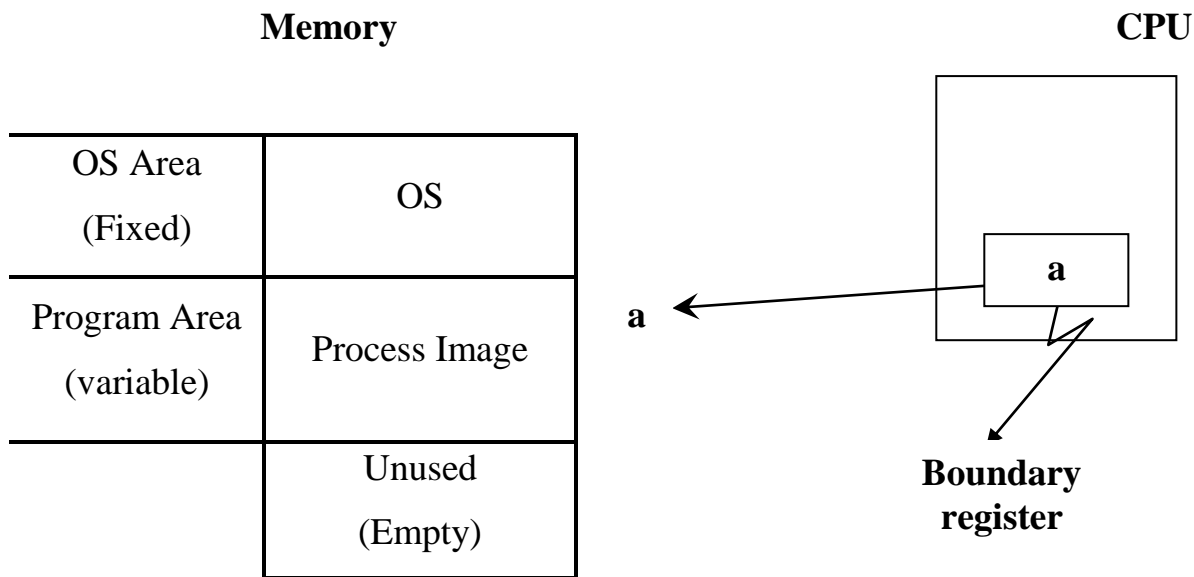 Memory
CPU
OS Area
(Fixed)
OS
Program Area
(variable)
Process Image
Unused
(Empty)
a
a
Boundary
register